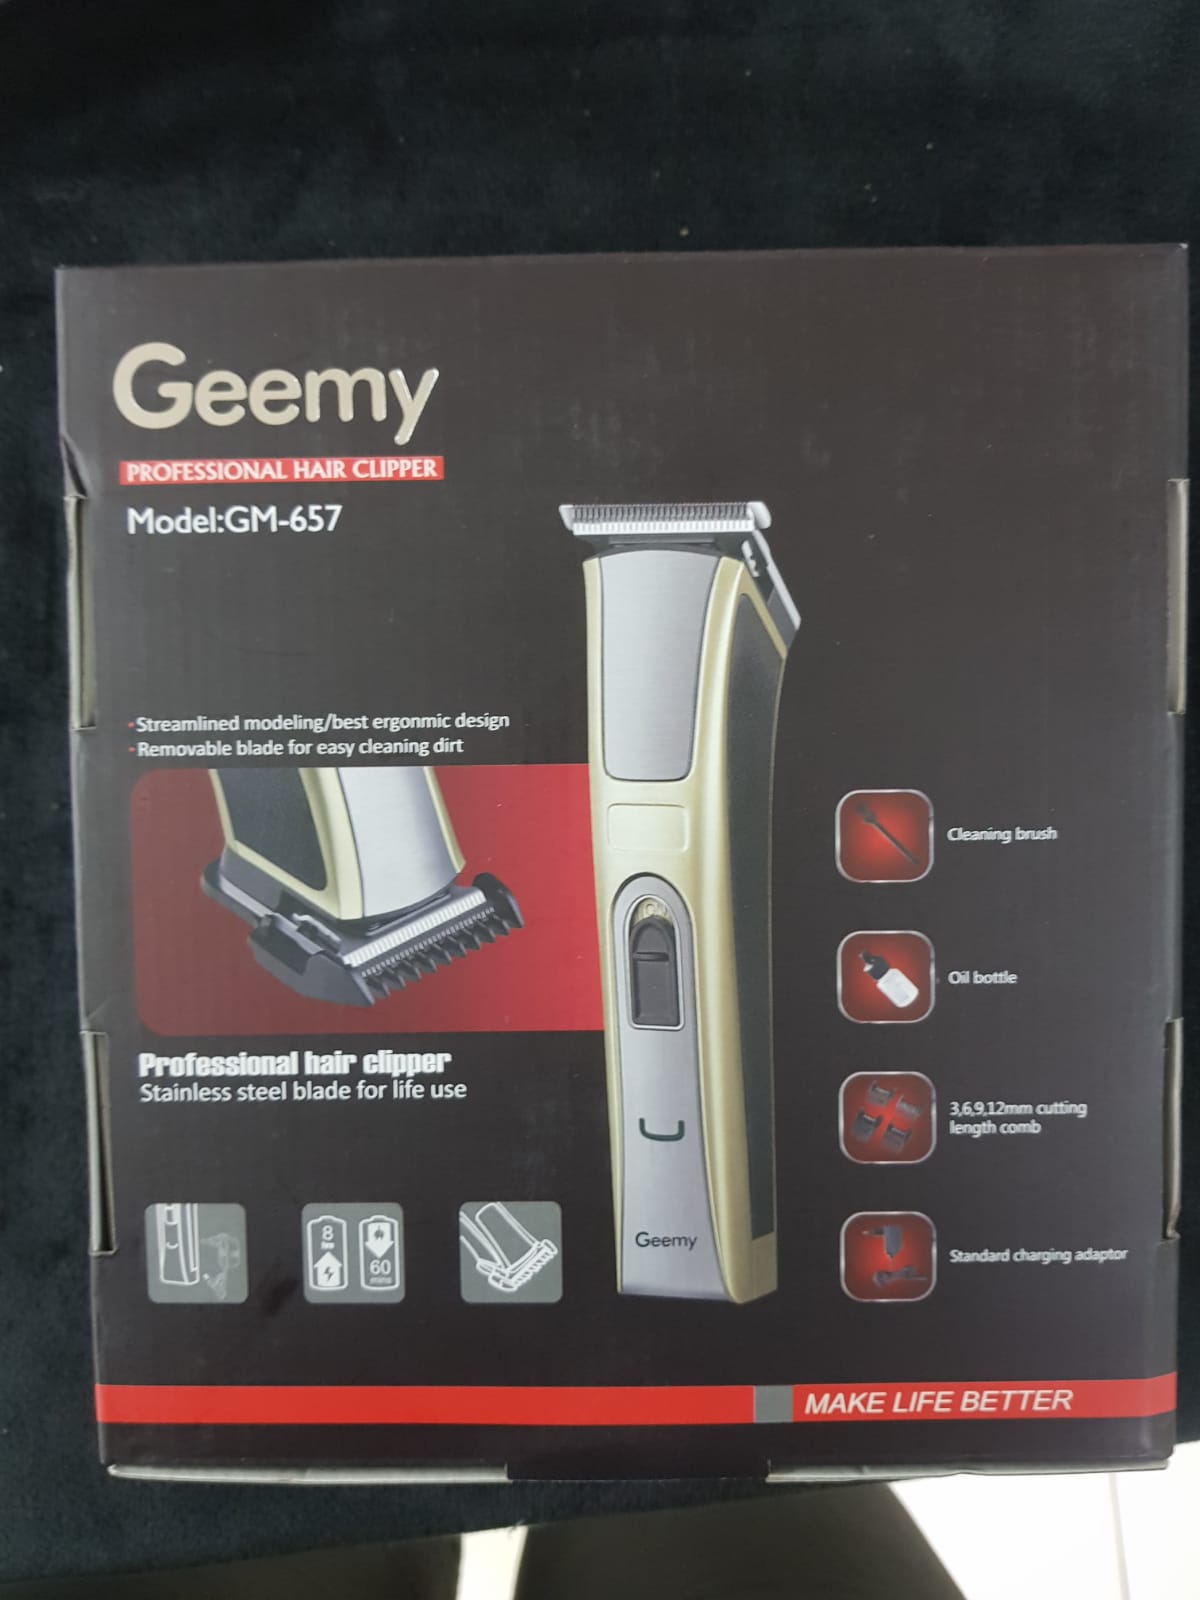 Geemy
PROFESSIONAL HAIR CLIPPER
Model:GM-657
·Streamlined modeling/best ergonmic design
·Removable blade for easy cleaning dirt
Professional hair clipper
Stainless steel blade for life use
8
hrs
60
mins
ON
Geemy
Cleaning brush
Oil bottle
3,6,9,12mm cutting
length comb
Standard charging adaptor
MAKE LIFE BETTER